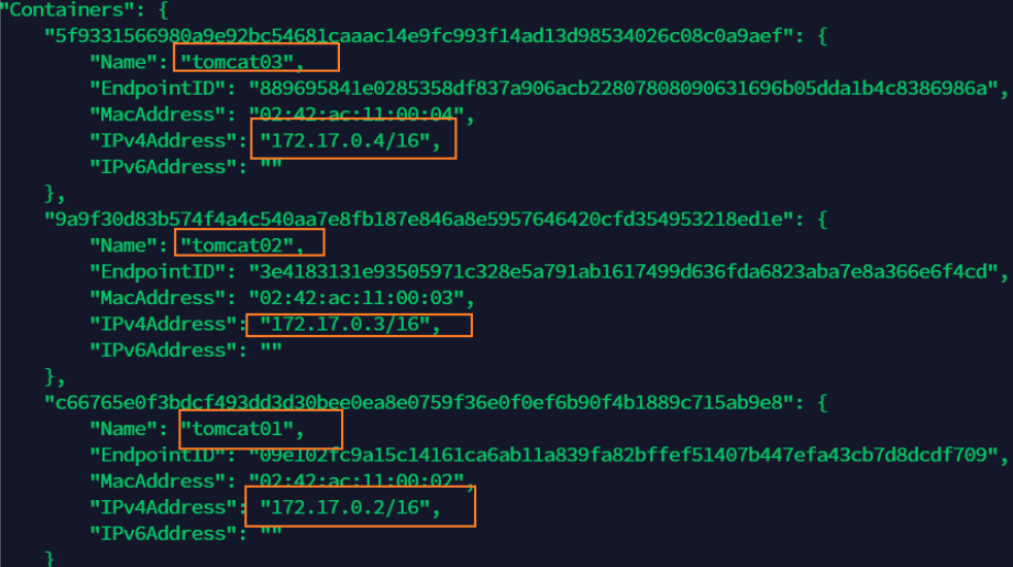 "Containers": {
"5f9331566980a9e92bc54681caaac14e9fc993f14ad13d98534026c08c0a9aef": {
"Name": "tomcat03",
"EndpointID": "889695841e0285358df837a906acb22807808090631696b05dda1b4c8386986a",
"MacAddress": "02:42:ac:11:00:04",
"IPv4Address": "172.17.0.4/16",
"IPv6Address": ""
},
"9a9f30d83b574f4a4c540aa7e8fb187e846a8e5957646420cfd354953218ed1e": {
"Name": "tomcat02",
"EndpointID": "3e4183131e93505971c328e5a791ab1617499d636fda6823aba7e8a366e6f4cd",
"MacAddress": "02:42:ac:11:00:03",
"IPv4Address": "172.17.0.3/16",
"IPv6Address": ""
},
"c66765e0f3bdcf493dd3d30bee0ea8e0759f36e0f0ef6b90f4b1889c715ab9e8": {
"Name": "tomcat01",
"EndpointID": "09e102fc9a15c14161ca6ab11a839fa82bffef51407b447efa43cb7d8dcdf709",
"MacAddress": "02:42:ac:11:00:02",
"IPv4Address": "172.17.0.2/16",
"IPv6Address": ""
}